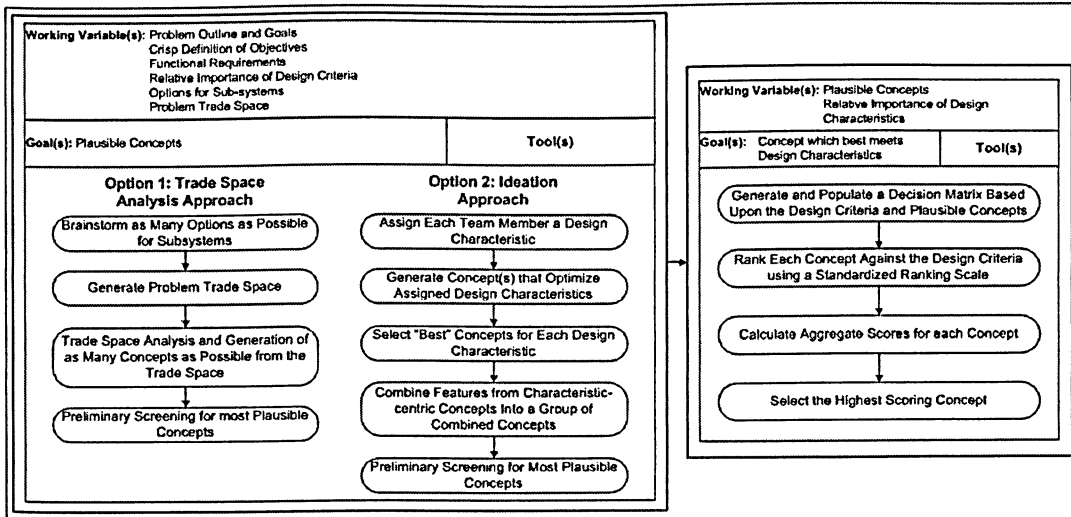 Working Variable(s): Problem Outline and Goals
Crisp Definition of Objectives
Functional Requirements
Relative Importance of Design Criteria
Options for Sub-systems
Problem Trade Space
Goal(s): Plausible Concepts
Tool(s)
Option 1: Trade Space
Analysis Approach
Brainstorm as Many Options as Possible
for Subsystems
Generate Problem Trade Space
Trade Space Analysis and Generation of
as Many Concepts as Possible from the
Trade Space
Preliminary Screening for most Plausible
Concepts
Option 2: Ideation
Approach
Assign Each Team Member a Design
Characteristic
Generate Concept(s) that Optimize
Assigned Design Characteristics
Select "Best" Concepts for Each Design
Characteristic
Combine Features from Characteristic-
centric Concepts Into a Group of
Combined Concepts
Preliminary Screening for Most Plausible
Concepts
Working Variable(s): Plausible Concepts
Relative Importance of Design
Characteristics
Goal(s): Concept which best meets
Design Characteristics
Tool(s)
Generate and Populate a Decision Matrix Based
Upon the Design Criteria and Plausible Concepts
Rank Each Concept Against the Design Criteria
using a Standardized Ranking Scale
Calculate Aggregate Scores for each Concept
Select the Highest Scoring Concept